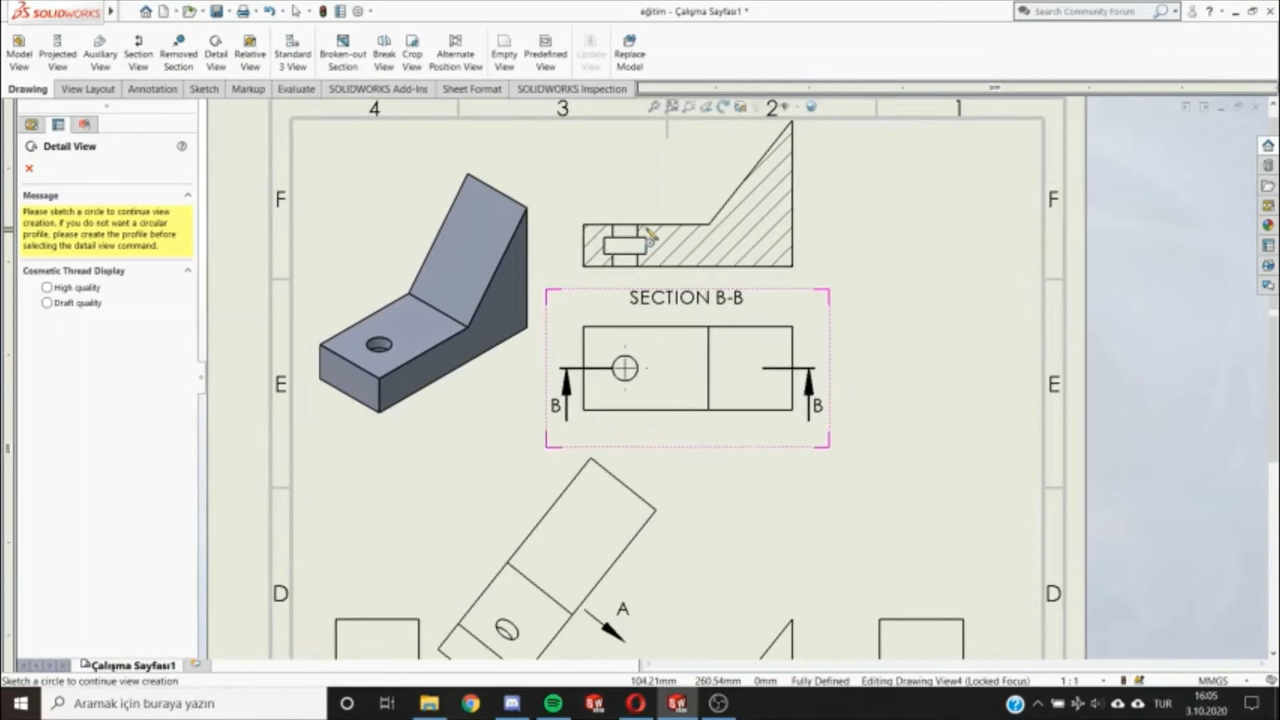 SOLIDWORKS
eğitim - Çalışma Sayfası1 *
Search Community Forum
Model View
Projected View
Auxiliary View
Section View
Removed Section
Detail View
Relative View
Standard 3 View
Broken-out Section
Break View
Crop View
Alternate Position View
Empty View
Predefined View
Update View
Replace Model
Drawing
View Layout
Annotation
Sketch
Markup
Evaluate
SOLIDWORKS Add-Ins
Sheet Format
SOLIDWORKS Inspection
4
3
2
1
Detail View
Message
Please sketch a circle to continue view
creation. If you do not want a circular
profile, please create the profile before
selecting the detail view command.
Cosmetic Thread Display
High quality
Draft quality
F
F
SECTION B-B
E
E
B
B
A
D
D
Çalışma Sayfası1
Sketch a circle to continue view creation
104.21mm
260.54mm
0mm
Fully Defined
Editing Drawing View4 (Locked Focus)
1 : 1
MMGS
Aramak için buraya yazın
TUR
16:05
3.10.2020